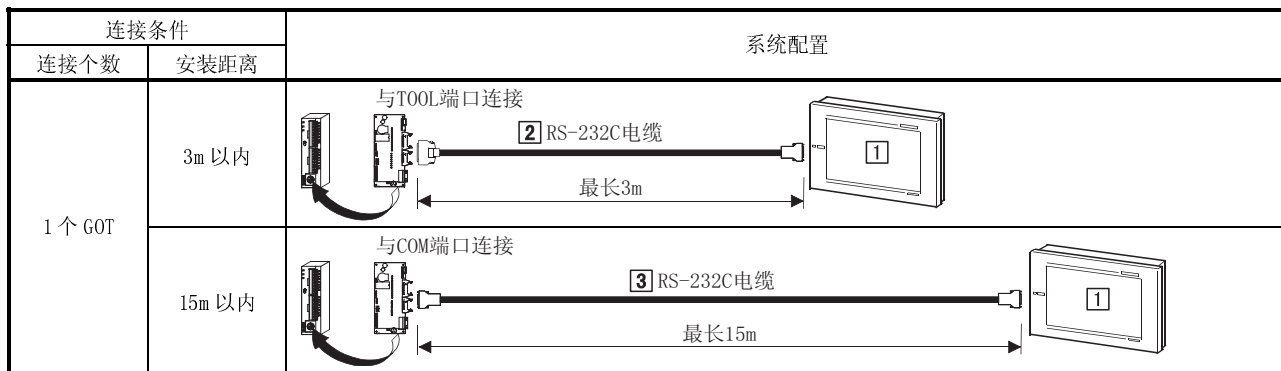 连接条件
系统配置
连接个数
安装距离
1个 GOT
3m 以内
与TOOL端口连接
2 RS-232C电缆
1
最长3m
15m 以内
与COM端口连接
3 RS-232C电缆
1
最长15m